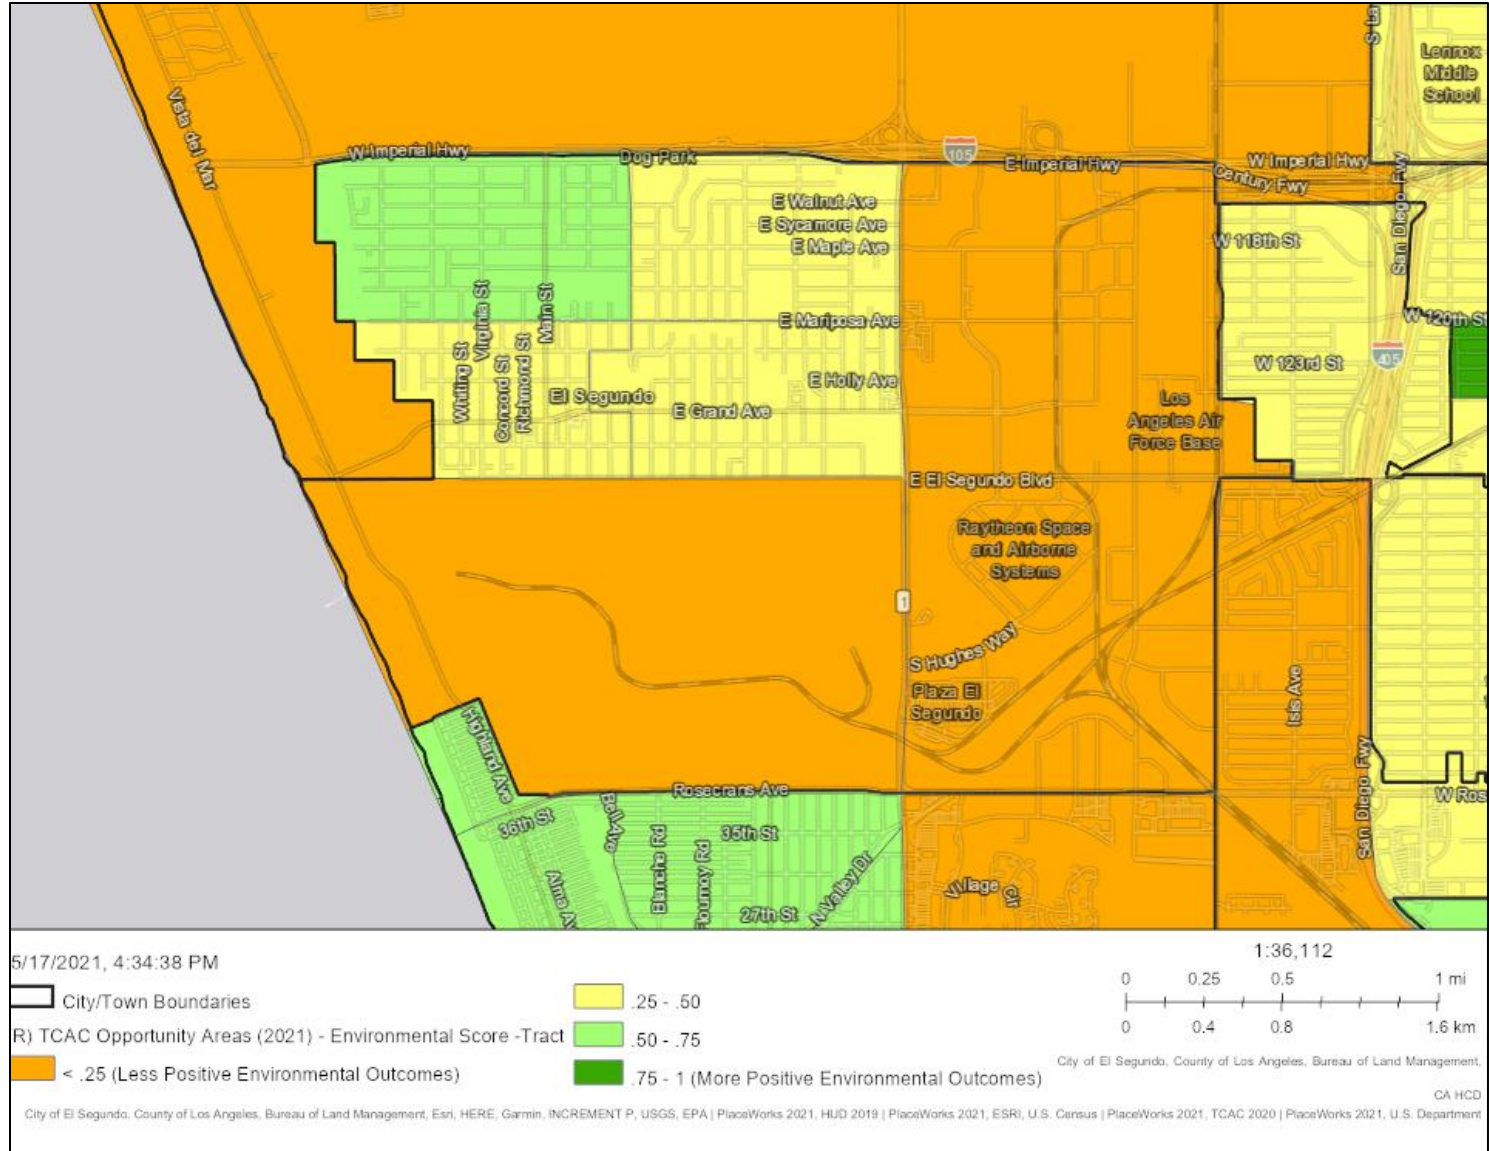 S La
Lennox
Middle
School
Vista del Mar
W Imperial Hwy
Dog Park
105
E Imperial Hwy
W Imperial Hwy
Century Fwy
San Diego Fwy
E Walnut Ave
E Sycamore Ave
E Maple Ave
W 118th St
Virginia St
Main St
E Mariposa Ave
W 120th St
Whiting St
Concord St
Richmond St
W 123rd St
405
El Segundo
E Holly Ave
E Grand Ave
Los
Angeles Air
Force Base
E El Segundo Blvd
Raytheon Space
and Airborne
Systems
1
S Hughes Way
Plaza El
Segundo
Isis Ave
Highland Ave
San Diego Fwy
Rosecrans Ave
W Ros
36th St
Bell Ave
Blanche Rd
Flournoy Rd
35th St
N Valley Dr
Alma Av
27th St
Village Cir
5/17/2021, 4:34:38 PM
City/Town Boundaries
R) TCAC Opportunity Areas (2021) - Environmental Score -Tract
< .25 (Less Positive Environmental Outcomes)
.25 - .50
.50 - .75
.75 - 1 (More Positive Environmental Outcomes)
1:36,112
0 0.25 0.5 1 mi
0 0.4 0.8 1.6 km
City of El Segundo, County of Los Angeles, Bureau of Land Management,
CA HCD
City of El Segundo, County of Los Angeles, Bureau of Land Management, Esri, HERE, Garmin, INCREMENT P, USGS, EPA | PlaceWorks 2021, HUD 2019 | PlaceWorks 2021, ESRI, U.S. Census | PlaceWorks 2021, TCAC 2020 | PlaceWorks 2021, U.S. Department